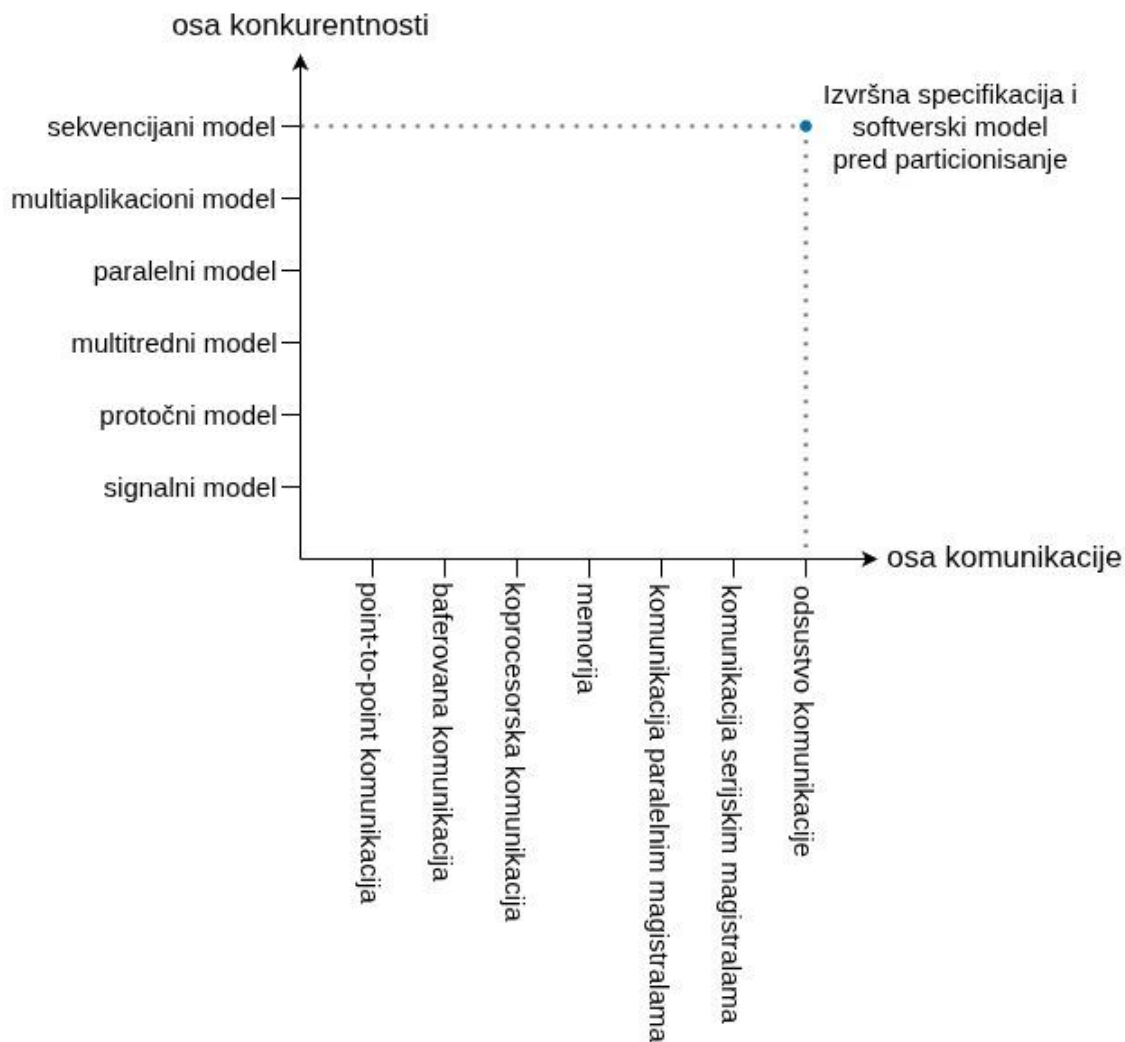 osa konkurentnosti
sekvencijani model
multiaplikacioni model
paralelni model
multitredni model
protočni model
signalni model
Izvršna specifikacija i
softverski model
pred particionisanje
osa komunikacije
point-to-point komunikacija
baferovana komunikacija
koprocesorska komunikacija
memorija
komunikacija paralelnim magistralama
komunikacija serijskim magistralama
odsustvo komunikacije